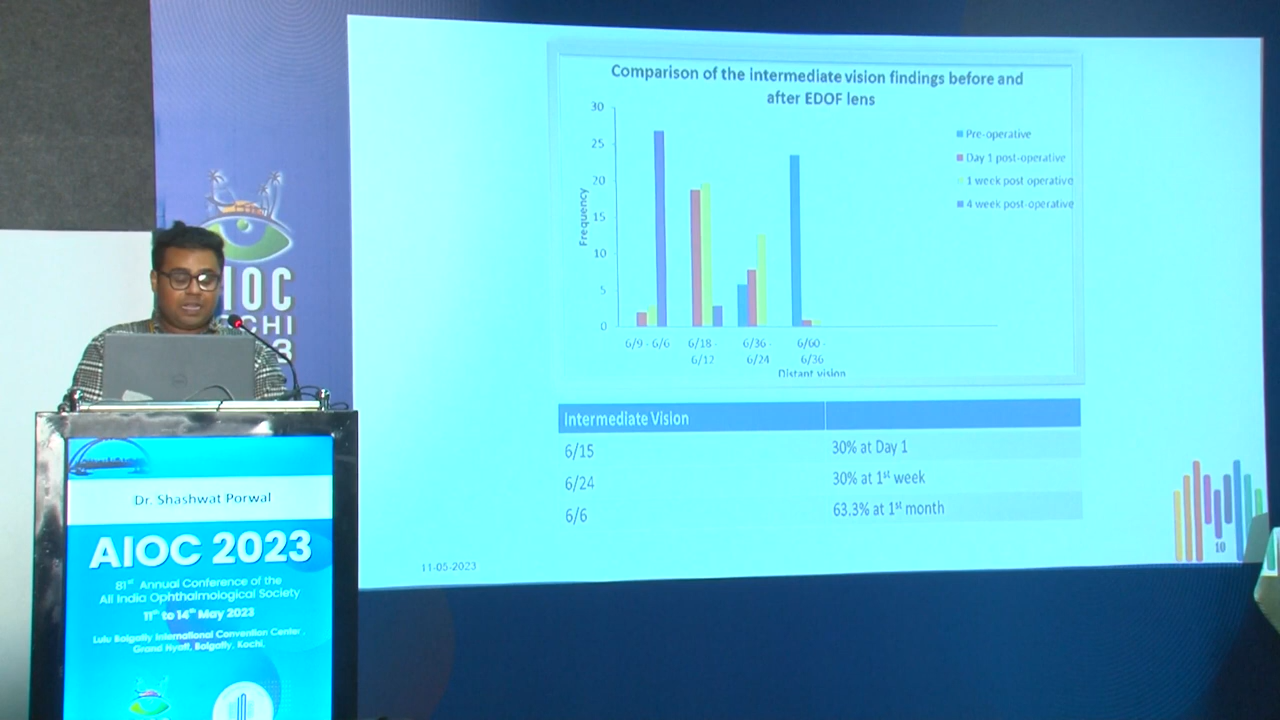 Comparison of the intermediate vision findings before and
after EDOF lens
30
25
20
15
10
5
0
Frequency
6/9 - 6/6
6/18 -
6/12
6/36 -
6/24
6/60 -
6/36
Distant vision
Pre-operative
Day 1 post-operative
1 week post operative
4 week post-operative
Intermediate Vision
6/15 30% at Day 1
6/24 30% at 1st week
6/6 63.3% at 1st month
11-05-2023
10
IOC
CHI
3
Dr. Shashwat Porwal
AIOC 2023
81st Annual Conference of the
All India Ophthalmological Society
11th to 14th May 2023
Lulu Bolgatty International Convention Center,
Grand Hyatt, Bolgatty, Kochi,